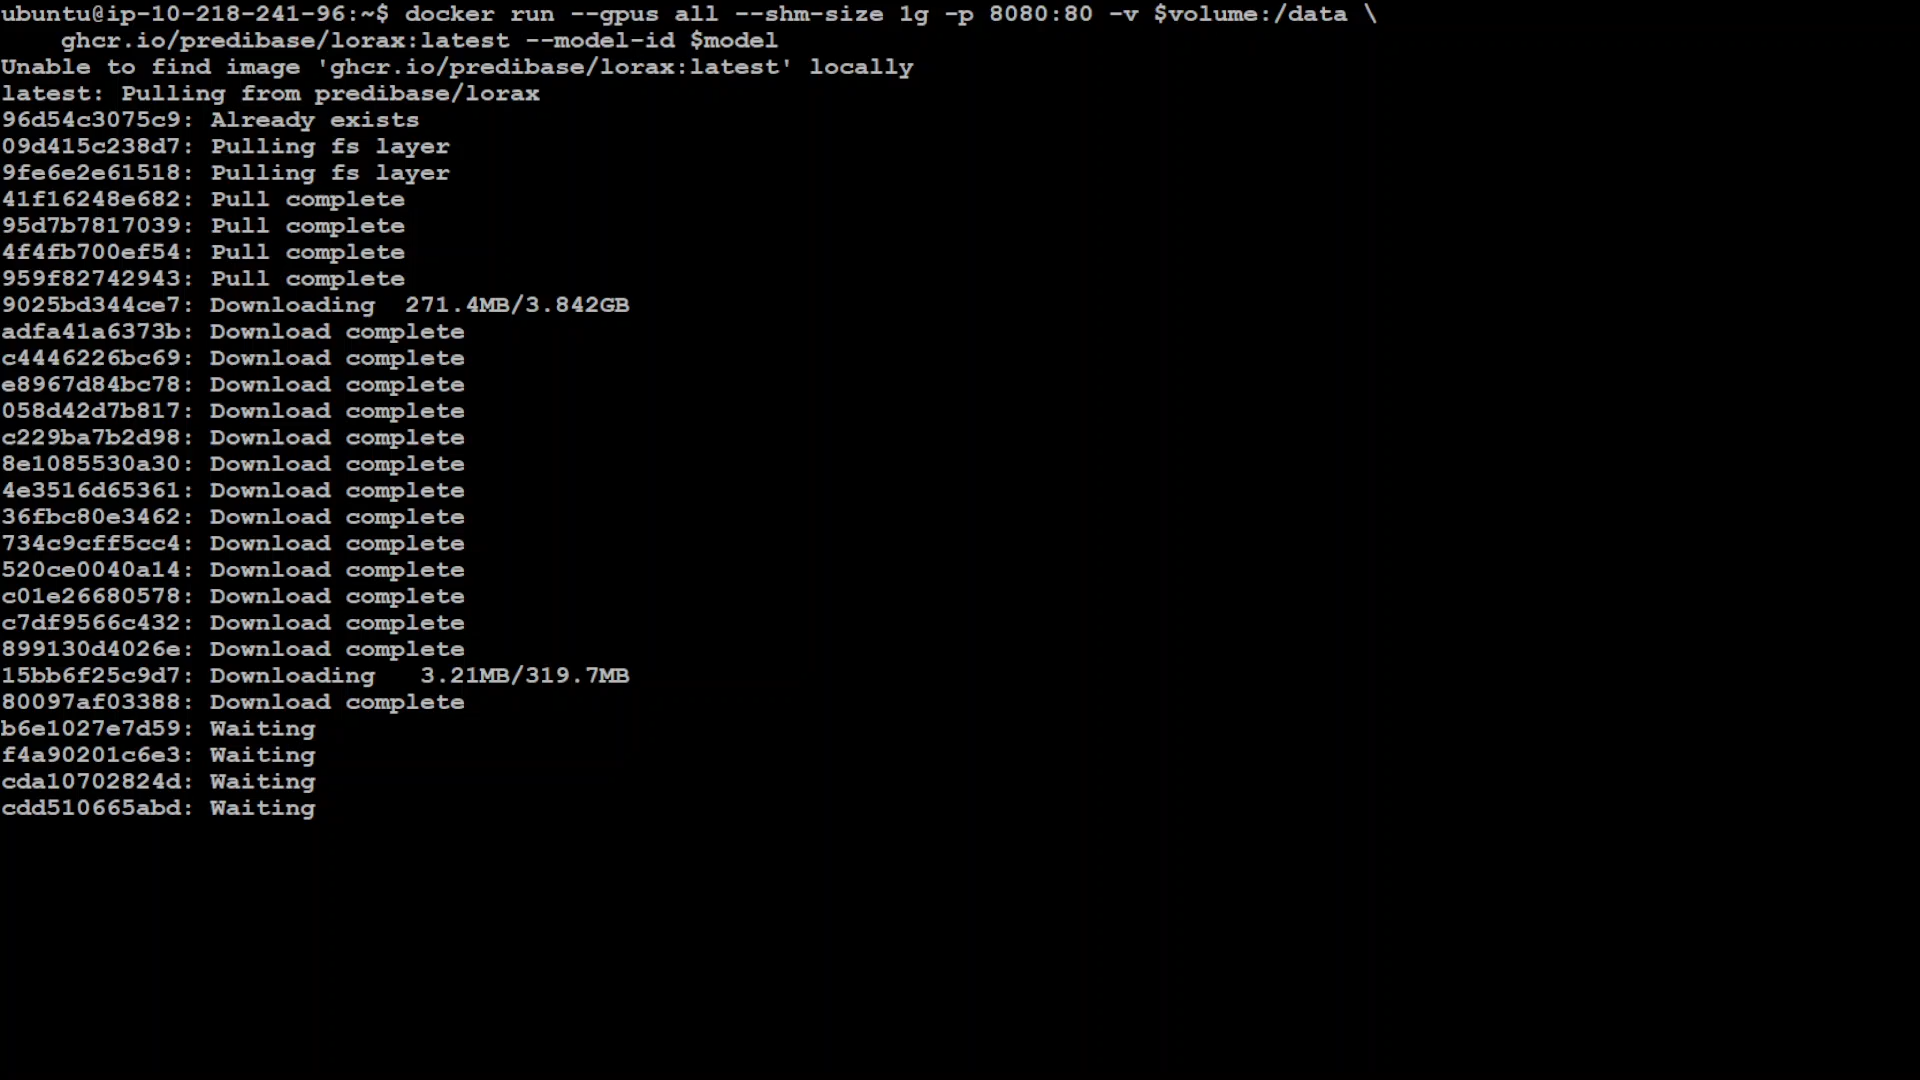 ubuntu@ip-10-218-241-96:~$ docker run --gpus all --shm-size 1g -p 8080:80 -v $volume:/data \
    ghcr.io/predibase/lorax:latest --model-id $model
Unable to find image 'ghcr.io/predibase/lorax:latest' locally
latest: Pulling from predibase/lorax
96d54c3075c9: Already exists
09d415c238d7: Pulling fs layer
9fe6e2e61518: Pulling fs layer
41f16248e682: Pull complete
95d7b7817039: Pull complete
4f4fb700ef54: Pull complete
959f82742943: Pull complete
9025bd344ce7: Downloading  271.4MB/3.842GB
adfa41a6373b: Download complete
c4446226bc69: Download complete
e8967d84bc78: Download complete
058d42d7b817: Download complete
c229ba7b2d98: Download complete
8e1085530a30: Download complete
4e3516d65361: Download complete
36fbc80e3462: Download complete
734c9cff5cc4: Download complete
520ce0040a14: Download complete
c01e26680578: Download complete
c7df9566c432: Download complete
899130d4026e: Download complete
15bb6f25c9d7: Downloading   3.21MB/319.7MB
80097af03388: Download complete
b6e1027e7d59: Waiting
f4a90201c6e3: Waiting
cda10702824d: Waiting
cdd510665abd: Waiting